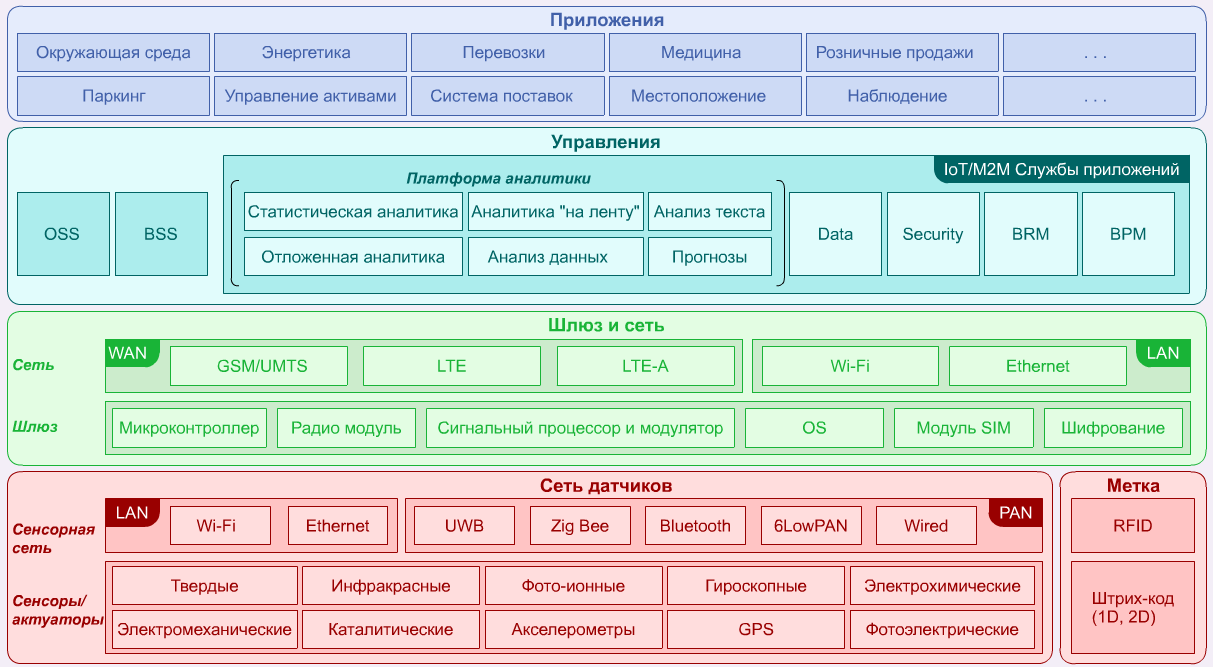 Приложения
Окружающая среда
Энергетика
Перевозки
Медицина
Розничные продажи
. . .
Паркинг
Управление активами
Система поставок
Местоположение
Наблюдение
. . .
Управления
IoT/M2M Службы приложений
Платформа аналитики
OSS
BSS
Статистическая аналитика
Аналитика "на ленту"
Анализ текста
Отложенная аналитика
Анализ данных
Прогнозы
Data
Security
BRM
BPM
Шлюз и сеть
Сеть
WAN
GSM/UMTS
LTE
LTE-A
Wi-Fi
Ethernet
LAN
Шлюз
Микроконтроллер
Радио модуль
Сигнальный процессор и модулятор
OS
Модуль SIM
Шифрование
Сеть датчиков
Сенсорная
сеть
LAN
Wi-Fi
Ethernet
UWB
Zig Bee
Bluetooth
6LowPAN
Wired
PAN
Сенсоры/
актуаторы
Твердые
Инфракрасные
Фото-ионные
Гироскопные
Электрохимические
Электромеханические
Каталитические
Акселерометры
GPS
Фотоэлектрические
Метка
RFID
Штрих-код
(1D, 2D)